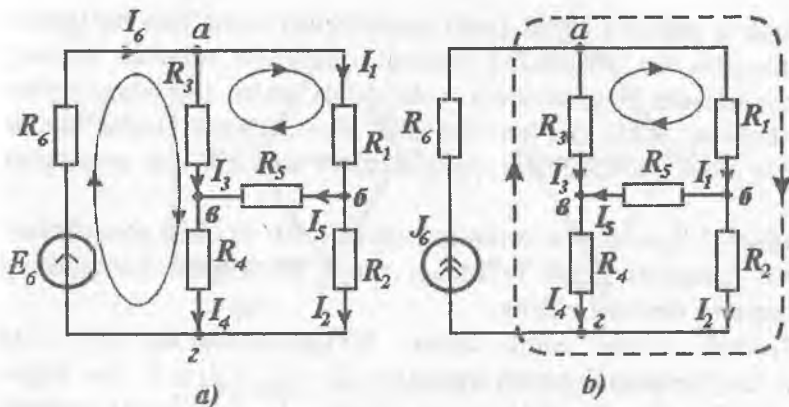 I₆ a I₁
R₆ R₃ R₁
I₃ R₅ б
в I₅
E₆ R₄ R₂
I₄ I₂
г
a)
a
R₆ R₃ R₁
I₃ R₅ I₁
в I₅ б
J₆ R₄ R₂
I₄ г I₂
b)